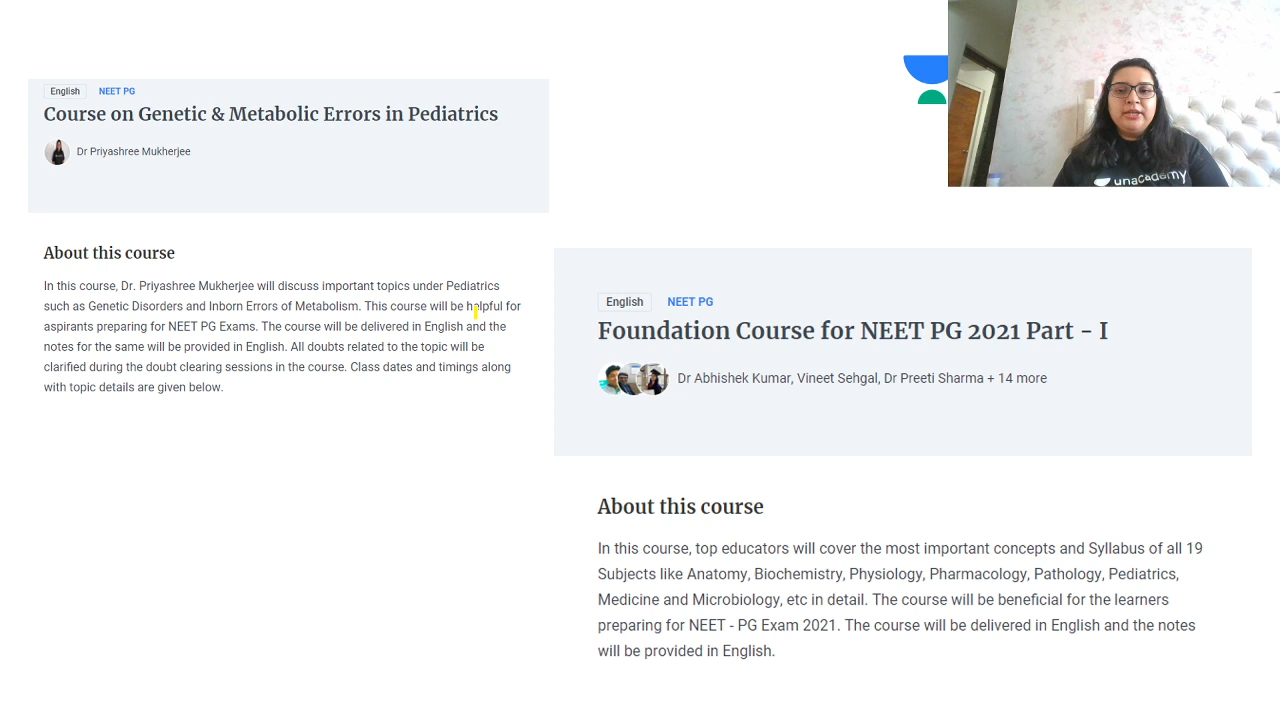 English NEET PG
Course on Genetic & Metabolic Errors in Pediatrics
Dr Priyashree Mukherjee
About this course
In this course, Dr. Priyashree Mukherjee will discuss important topics under Pediatrics
such as Genetic Disorders and Inborn Errors of Metabolism. This course will be helpful for
aspirants preparing for NEET PG Exams. The course will be delivered in English and the
notes for the same will be provided in English. All doubts related to the topic will be
clarified during the doubt clearing sessions in the course. Class dates and timings along
with topic details are given below.
unacademy
English NEET PG
Foundation Course for NEET PG 2021 Part - I
Dr Abhishek Kumar, Vineet Sehgal, Dr Preeti Sharma + 14 more
About this course
In this course, top educators will cover the most important concepts and Syllabus of all 19
Subjects like Anatomy, Biochemistry, Physiology, Pharmacology, Pathology, Pediatrics,
Medicine and Microbiology, etc in detail. The course will be beneficial for the learners
preparing for NEET - PG Exam 2021. The course will be delivered in English and the notes
will be provided in English.